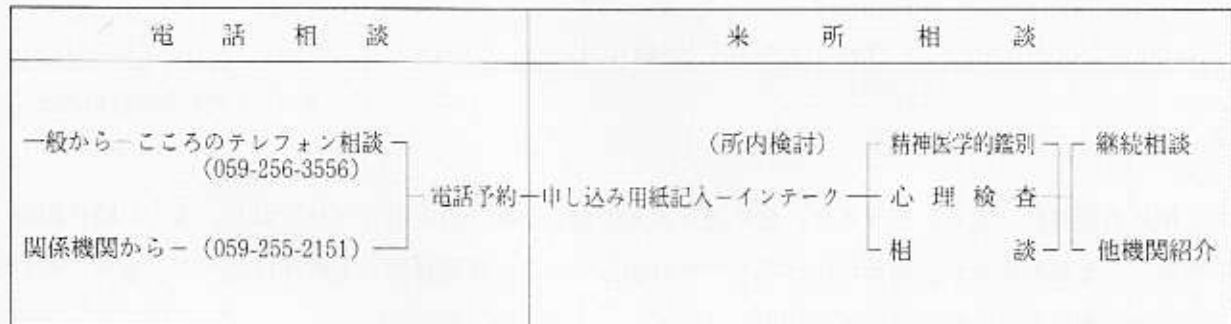 電話相談
来所相談
一般から－こころのテレフォン相談
(059-256-3556)
関係機関から－(059-255-2151)
電話予約－申し込み用紙記入－インテーク
(所内検討)
精神医学的鑑別
心理検査
相談
継続相談
他機関紹介